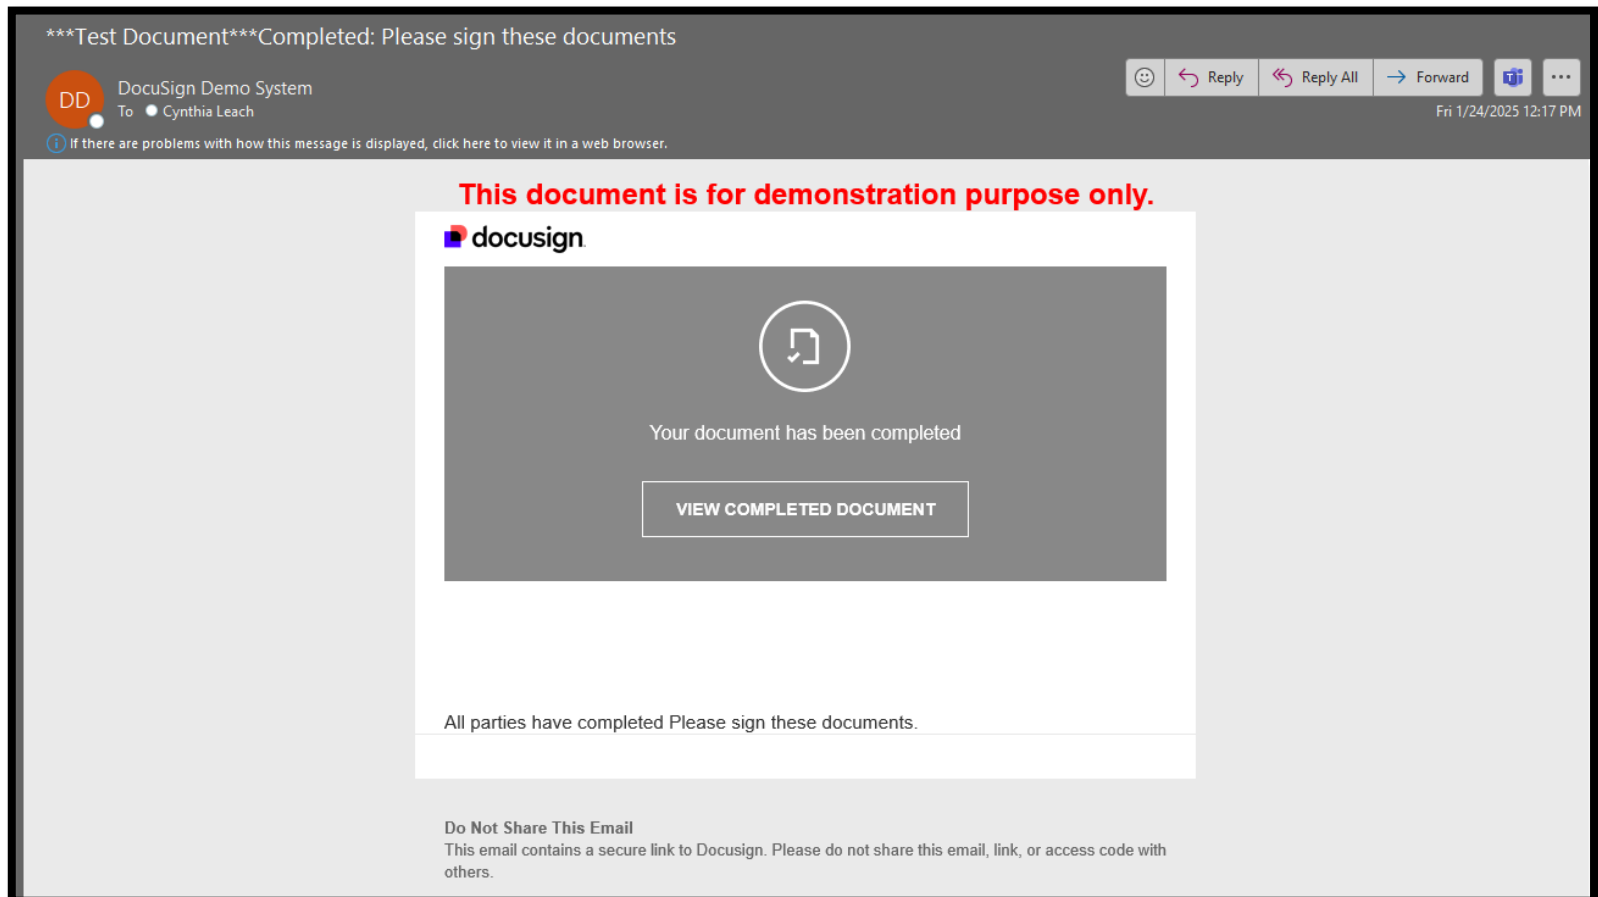 ***Test Document***Completed: Please sign these documents
DD
DocuSign Demo System
To Cynthia Leach
Reply
Reply All
Forward
Fri 1/24/2025 12:17 PM
If there are problems with how this message is displayed, click here to view it in a web browser.
This document is for demonstration purpose only.
docusign
Your document has been completed
VIEW COMPLETED DOCUMENT
All parties have completed Please sign these documents.
Do Not Share This Email
This email contains a secure link to Docusign. Please do not share this email, link, or access code with
others.